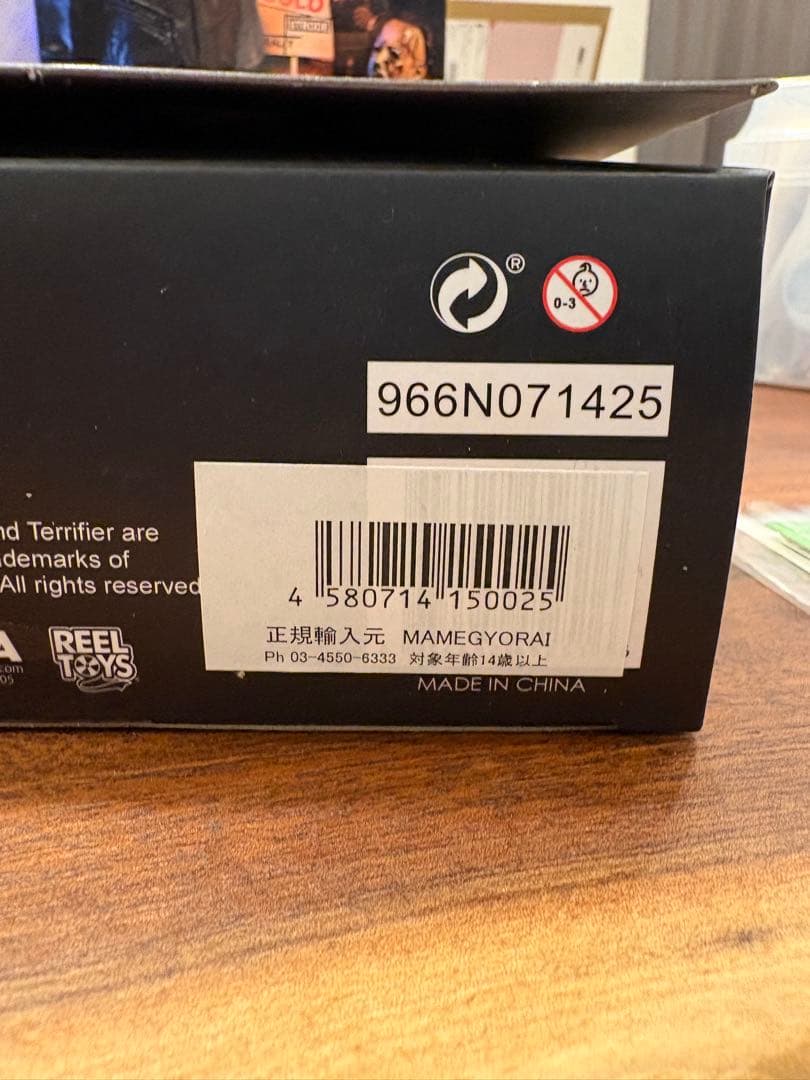 ®
0-3
966N071425
nd Terrifier are
demarks of
All rights reserved
4 580714 150025
正規輸入元 MAMEGYORAI
Ph 03-4550-6333 対象年齢14歳以上
MADE IN CHINA
A
.com
05
REEL
TOYS